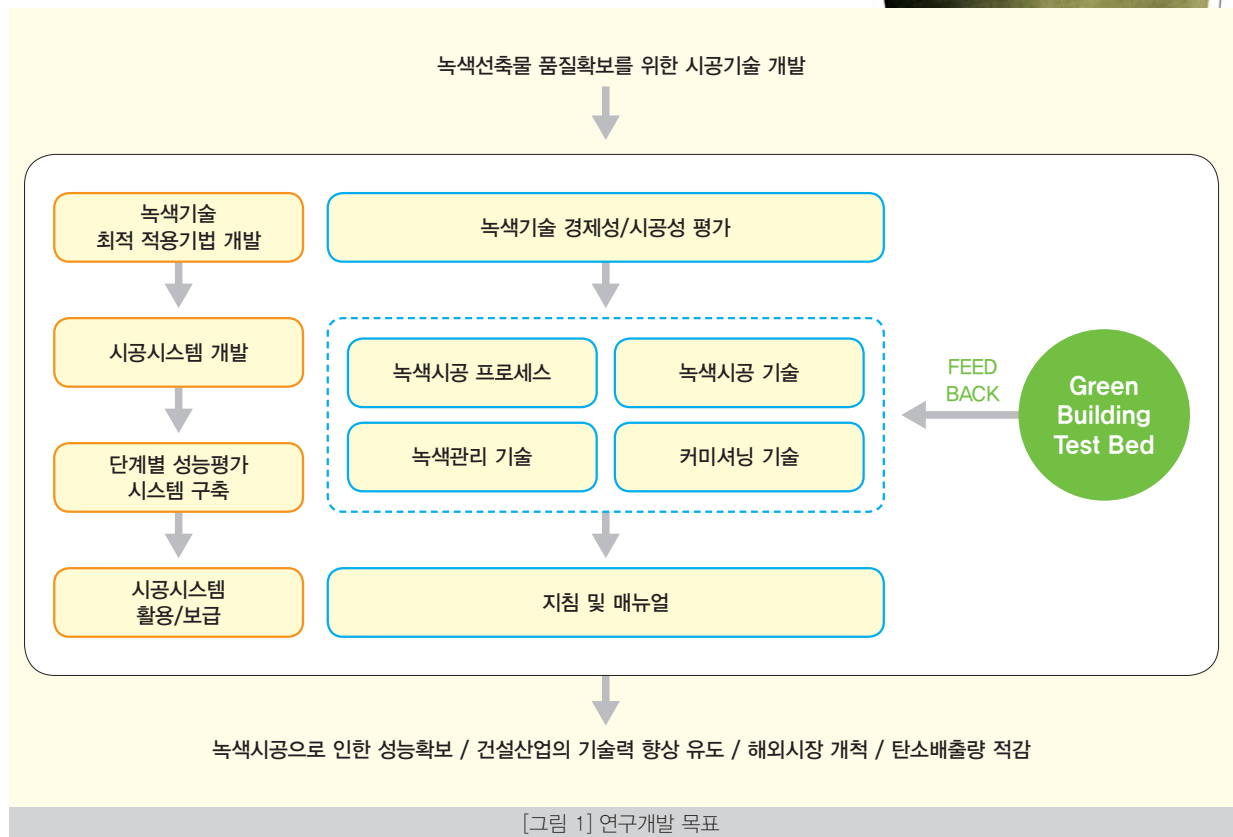 녹색선축물 품질확보를 위한 시공기술 개발
녹색기술
최적 적용기법 개발
녹색기술 경제성/시공성 평가
시공시스템 개발
녹색시공 프로세스
녹색시공 기술
FEED
BACK
Green
Building
Test Bed
단계별 성능평가
시스템 구축
녹색관리 기술
커미셔닝 기술
시공시스템
활용/보급
지침 및 매뉴얼
녹색시공으로 인한 성능확보 / 건설산업의 기술력 향상 유도 / 해외시장 개척 / 탄소배출량 적감
[그림 1] 연구개발 목표